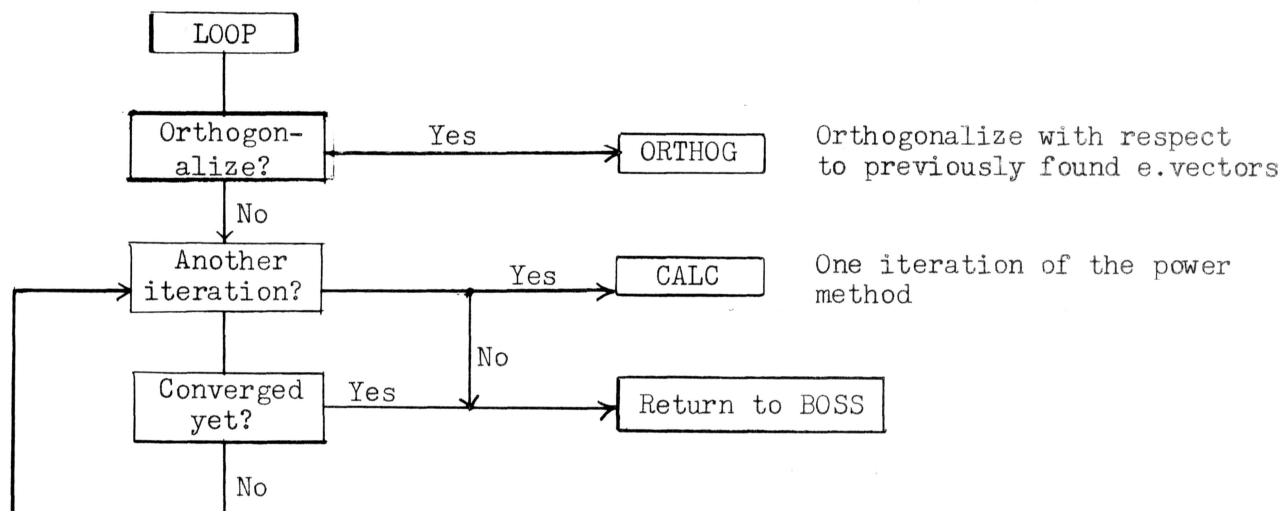 LOOP
Orthogon-
alize?
Yes
ORTHOG
Orthogonalize with respect
to previously found e.vectors
No
Another
iteration?
Yes
CALC
One iteration of the power
method
No
Converged
yet?
Yes
Return to BOSS
No